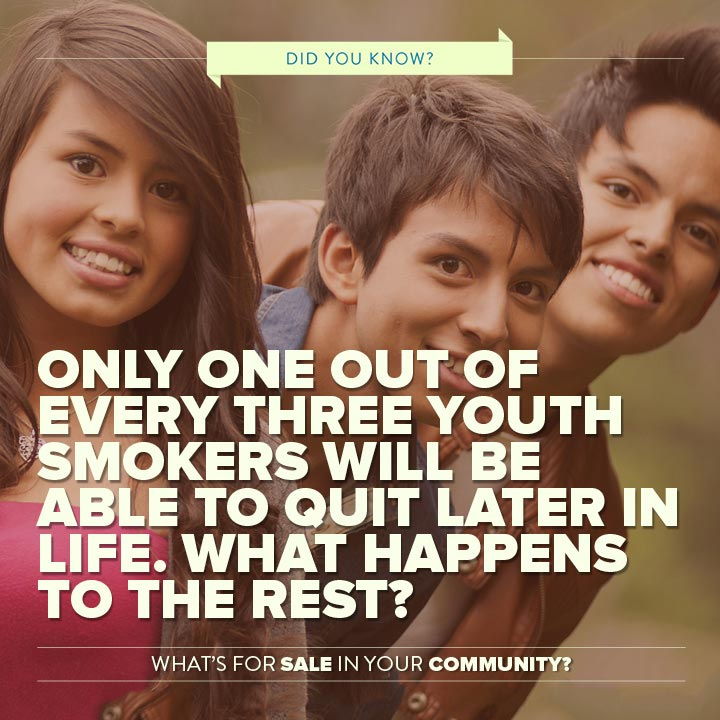 DID YOU KNOW?
ONLY ONE OUT OF
EVERY THREE YOUTH
SMOKERS WILL BE
ABLE TO QUIT LATER IN
LIFE. WHAT HAPPENS
TO THE REST?
WHAT'S FOR SALE IN YOUR COMMUNITY?